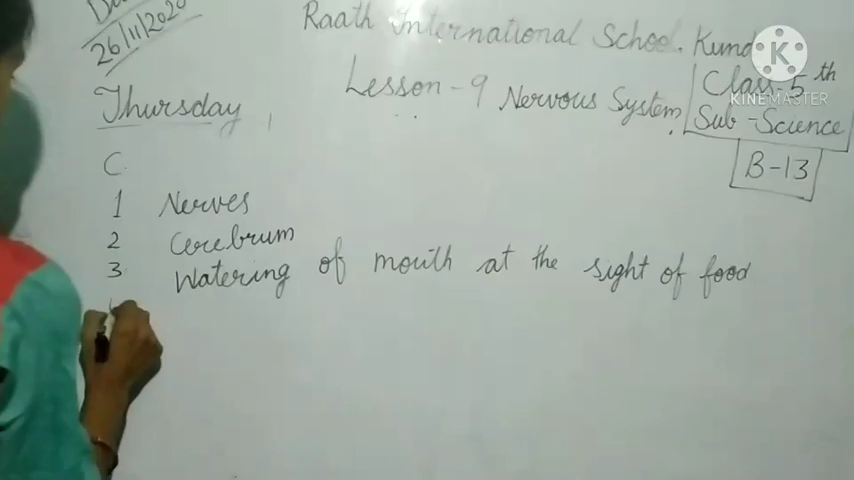 26/11/2020
Raath International School. Kund
Lesson - 9 Nervous System.
Class - 5th
Sub - Science
B-13
KINEMASTER
Thursday
C.
1 Nerves
2 Cerebrum
3 Watering of mouth at the sight of food